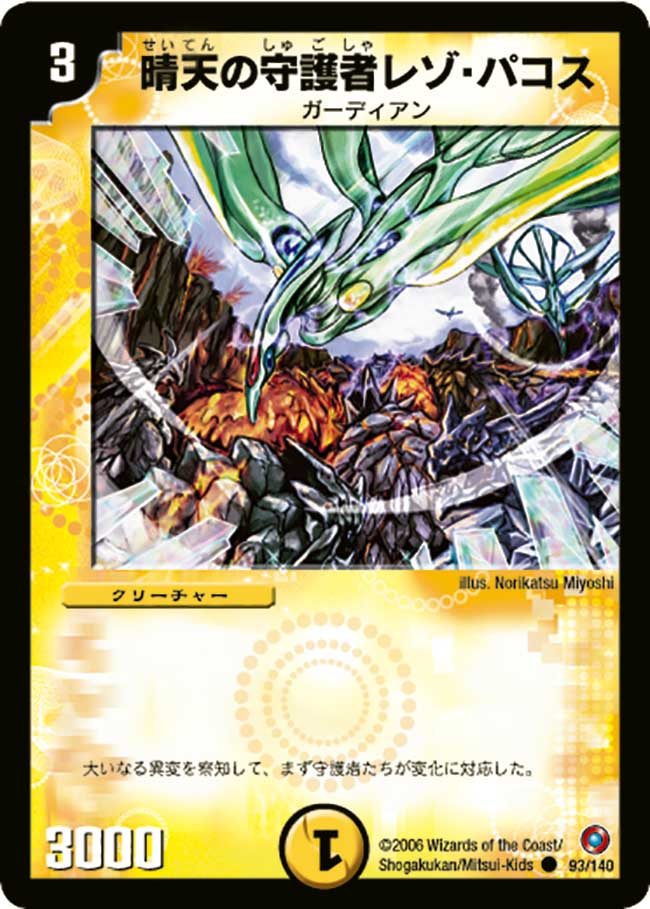 3
せいてん しゅごしゃ
晴天の守護者レゾ・パコス
ガーディアン
illus. Norikatsu Miyoshi
クリーチャー
大いなる異変を察知して、まず守護者たちが変化に対応した。
3000
1
©2006 Wizards of the Coast/
Shogakukan/Mitsui-Kids ● 93/140